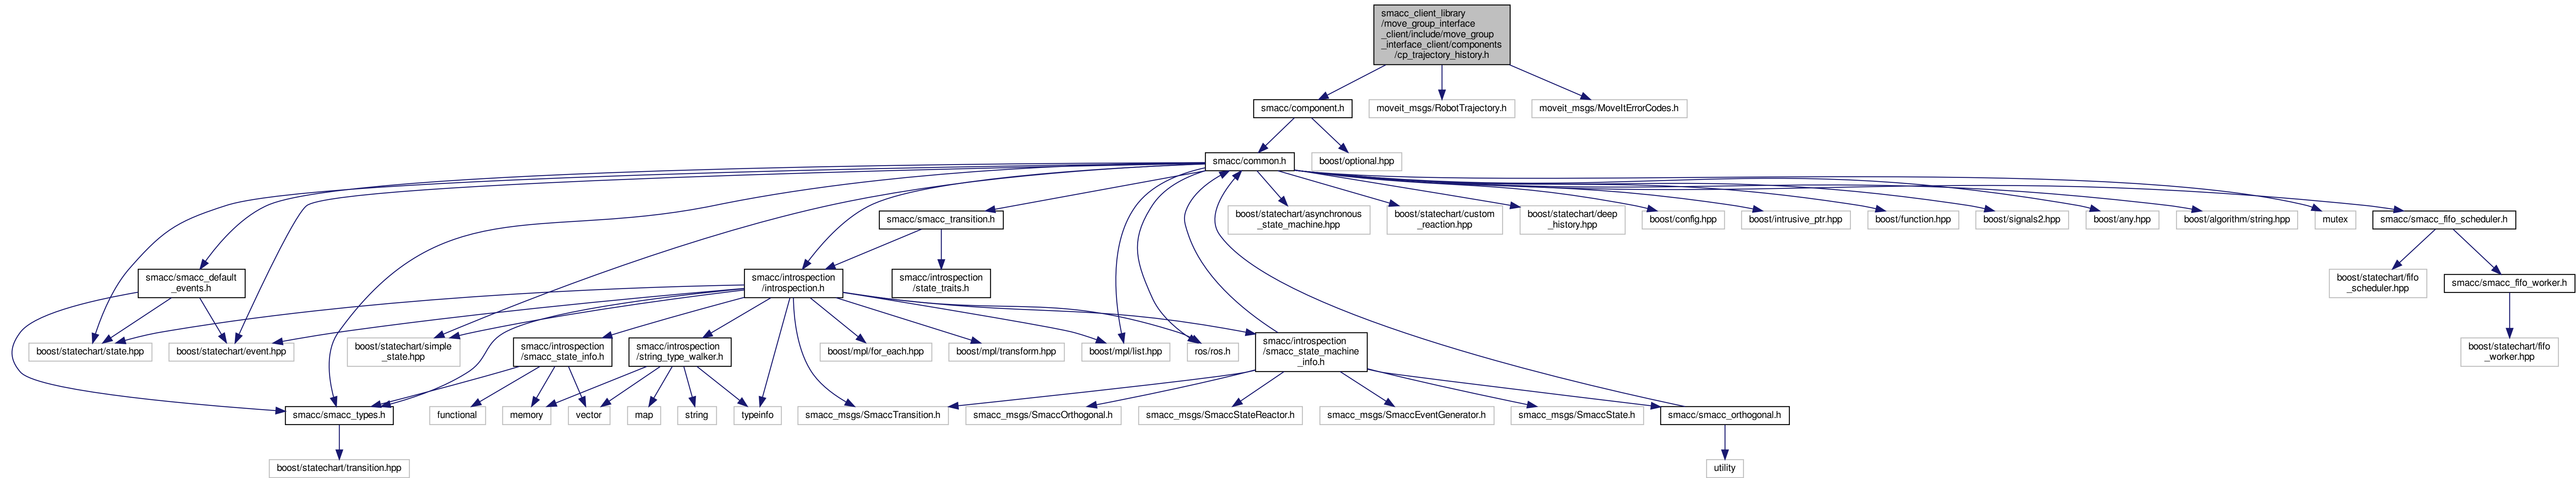 smacc_client_library
/move_group_interface
_client/include/move_group
_interface_client/components
/cp_trajectory_history.h
smacc/component.h
moveit_msgs/RobotTrajectory.h
moveit_msgs/MoveItErrorCodes.h
smacc/common.h
boost/optional.hpp
smacc/smacc_transition.h
boost/statechart/asynchronous
_state_machine.hpp
boost/statechart/custom
_reaction.hpp
boost/statechart/deep
_history.hpp
boost/config.hpp
boost/intrusive_ptr.hpp
boost/function.hpp
boost/signals2.hpp
boost/any.hpp
boost/algorithm/string.hpp
mutex
smacc/smacc_fifo_scheduler.h
smacc/smacc_default
_events.h
smacc/introspection
/introspection.h
smacc/introspection
/state_traits.h
boost/statechart/fifo
_scheduler.hpp
smacc/smacc_fifo_worker.h
boost/statechart/state.hpp
boost/statechart/event.hpp
boost/statechart/simple
_state.hpp
smacc/introspection
/smacc_state_info.h
smacc/introspection
/string_type_walker.h
boost/mpl/for_each.hpp
boost/mpl/transform.hpp
boost/mpl/list.hpp
ros/ros.h
smacc/introspection
/smacc_state_machine
_info.h
boost/statechart/fifo
_worker.hpp
smacc/smacc_types.h
functional
memory
vector
map
string
typeinfo
smacc_msgs/SmaccTransition.h
smacc_msgs/SmaccOrthogonal.h
smacc_msgs/SmaccStateReactor.h
smacc_msgs/SmaccEventGenerator.h
smacc_msgs/SmaccState.h
smacc/smacc_orthogonal.h
boost/statechart/transition.hpp
utility